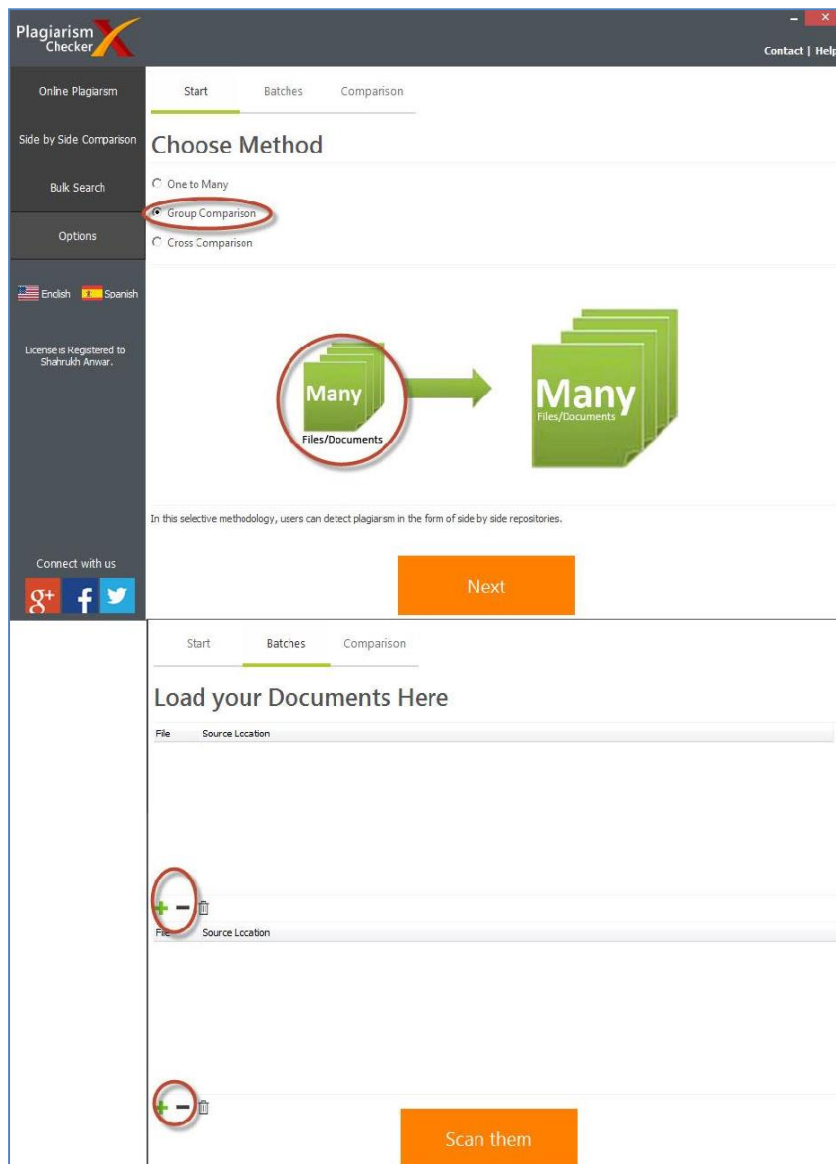 Plagiarism
Checker
Contact | Help
Online Plagiarsm
Side by Side Comparison
Bulk Search
Options
English Spanish
License is Registered to
Shahrukh Anwar.
Connect with us
g+ f
Start Batches Comparison
Choose Method
One to Many
Group Comparison
Cross Comparison
Many
Files/Documents
Many
Files/Documents
In this selective methodology, users can detect plagiarsm in the form of side by side repositories.
Next
Start Batches Comparison
Load your Documents Here
File Source Location
File Source Location
Scan them